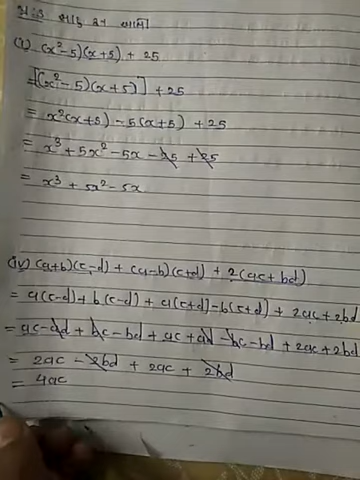 (i) (x²-5)(x+5) + 25
= [(x²-5)(x+5)] + 25
= x²(x+5) -5(x+5) + 25
= x³ + 5x² - 5x - 25 + 25
= x³ + 5x² - 5x
(iv) (a+b)(c-d) + (a-b)(c+d) + 2(ac+bd)
= a(c-d) + b(c-d) + a(c+d) - b(c+d) + 2ac + 2bd
= ac - ad + bc - bd + ac + ad - bc - bd + 2ac + 2bd
= 2ac - 2bd + 2ac + 2bd
= 4ac